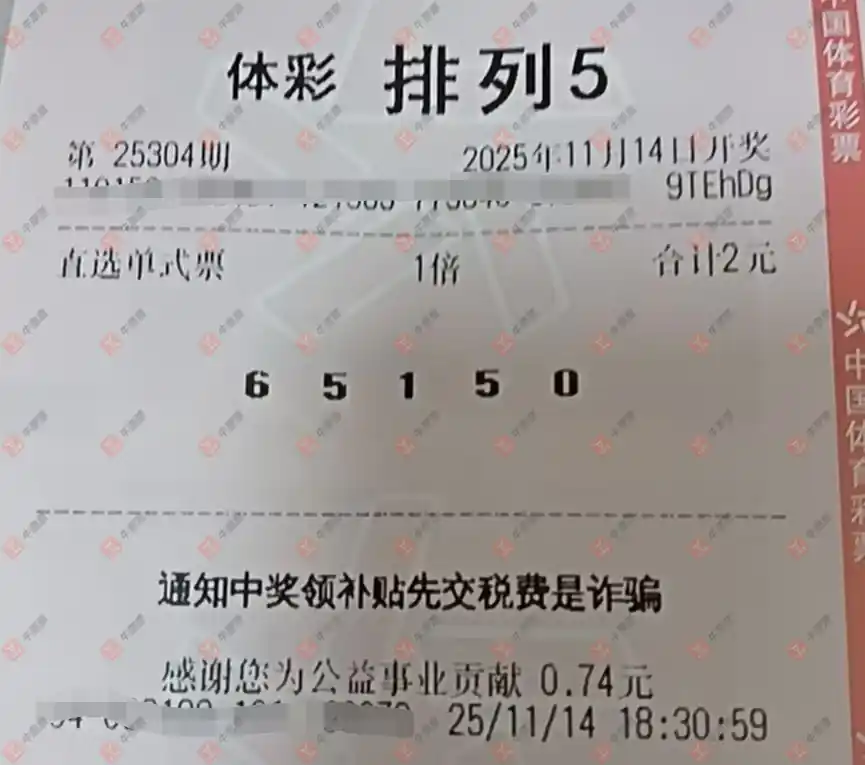 体彩 排列5
第 25304期 2025年11月14日开奖
9TEhDg
直选单式票 1倍 合计2元
6 5 1 5 0
通知中奖领补贴先交税费是诈骗
感谢您为公益事业贡献 0.74元
25/11/14 18:30:59
中国体育彩票
中国体育彩票